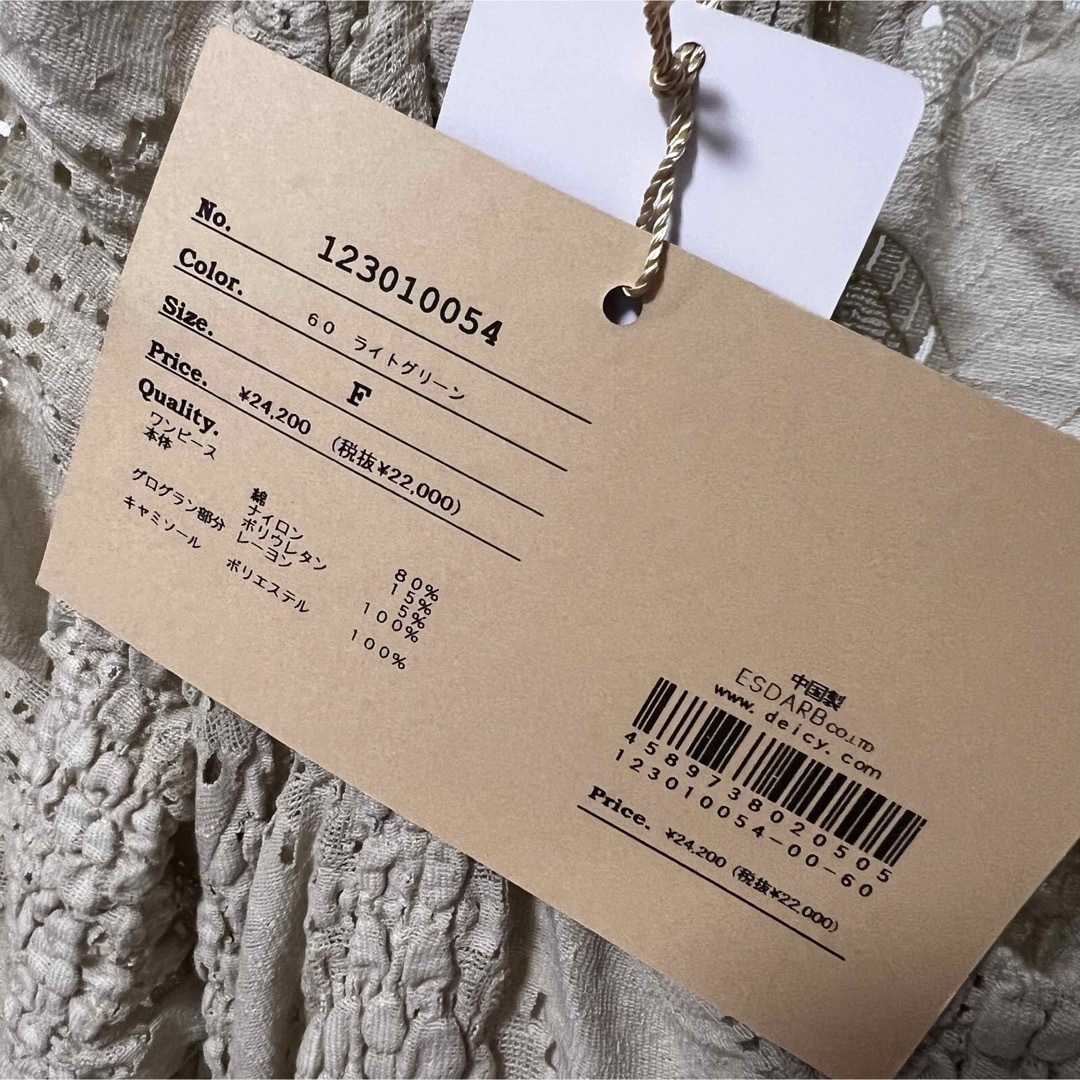 No. 123010054
Color. 60 ライトグリーン
Size. F
Price. ¥24,200 (税抜¥22,000)
Quality.
ワンピース
本体 綿 80%
ナイロン 15%
ポリウレタン 5%
グログラン部分 レーヨン 100%
キャミソール ポリエステル 100%
中国製
ESDARB CO.,LTD
www.deicy.com
4589738020505
123010054-00-60
Price. ¥24,200 (税抜¥22,000)